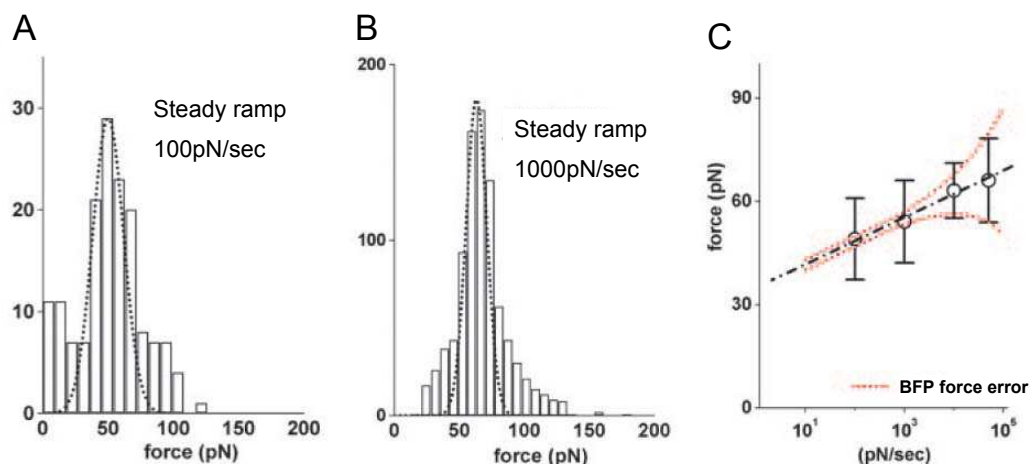 A
30
20
10
0
Steady ramp
100pN/sec
0 50 100 150 200
force (pN)
B
200
100
0
Steady ramp
1000pN/sec
0 50 100 150 200
force (pN)
C
force (pN)
90
60
30
0
BFP force error
10¹ 10³ 10⁵
(pN/sec)